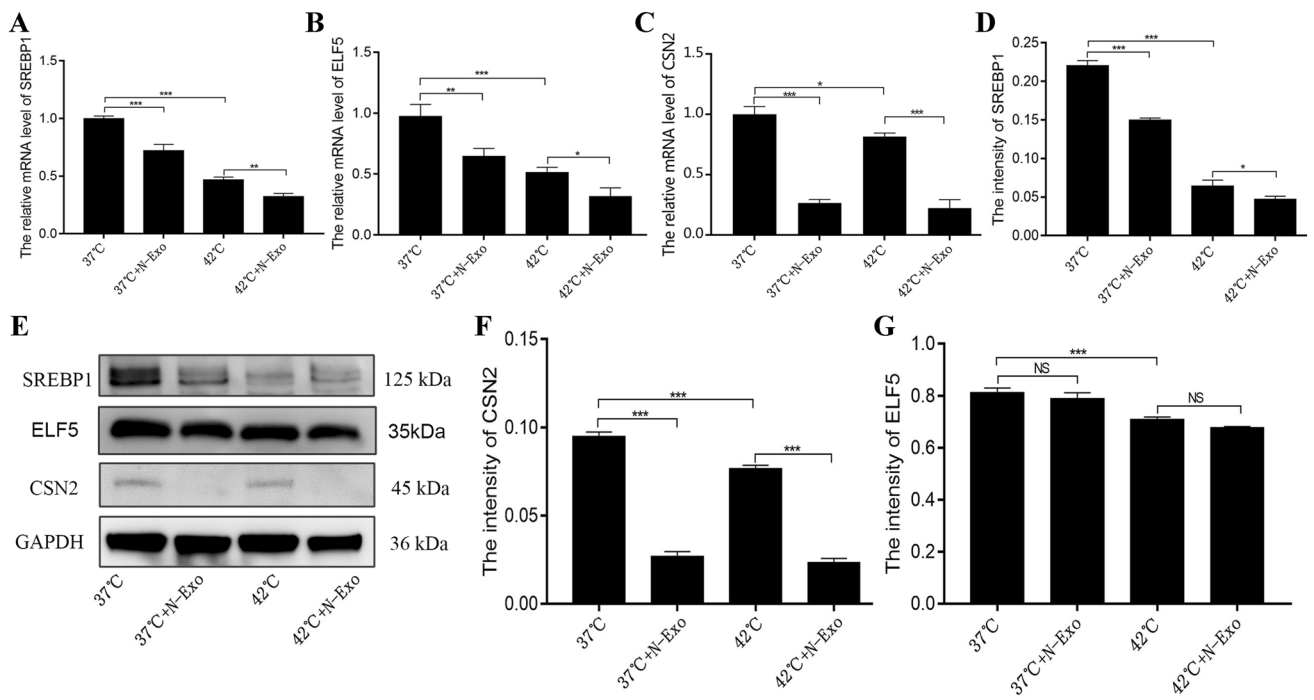 A
The relative mRNA level of SREBP1
1.5
1.0
0.5
0.0
***
***
**
37℃
37℃+N-Exo
42℃
42℃+N-Exo
B
The relative mRNA level of ELF5
1.5
1.0
0.5
0.0
***
**
*
37℃
37℃+N-Exo
42℃
42℃+N-Exo
C
The relative mRNA level of CSN2
1.5
1.0
0.5
0.0
*
***
***
37℃
37℃+N-Exo
42℃
42℃+N-Exo
D
The intensity of SREBP1
0.25
0.20
0.15
0.10
0.05
0.00
***
***
*
37℃
37℃+N-Exo
42℃
42℃+N-Exo
E
SREBP1 125 kDa
ELF5 35kDa
CSN2 45 kDa
GAPDH 36 kDa
37℃
37℃+N-Exo
42℃
42℃+N-Exo
F
The intensity of CSN2
0.15
0.10
0.05
0.00
***
***
***
37℃
37℃+N-Exo
42℃
42℃+N-Exo
G
The intensity of ELF5
1.0
0.8
0.6
0.4
0.2
0.0
***
NS
NS
37℃
37℃+N-Exo
42℃
42℃+N-Exo